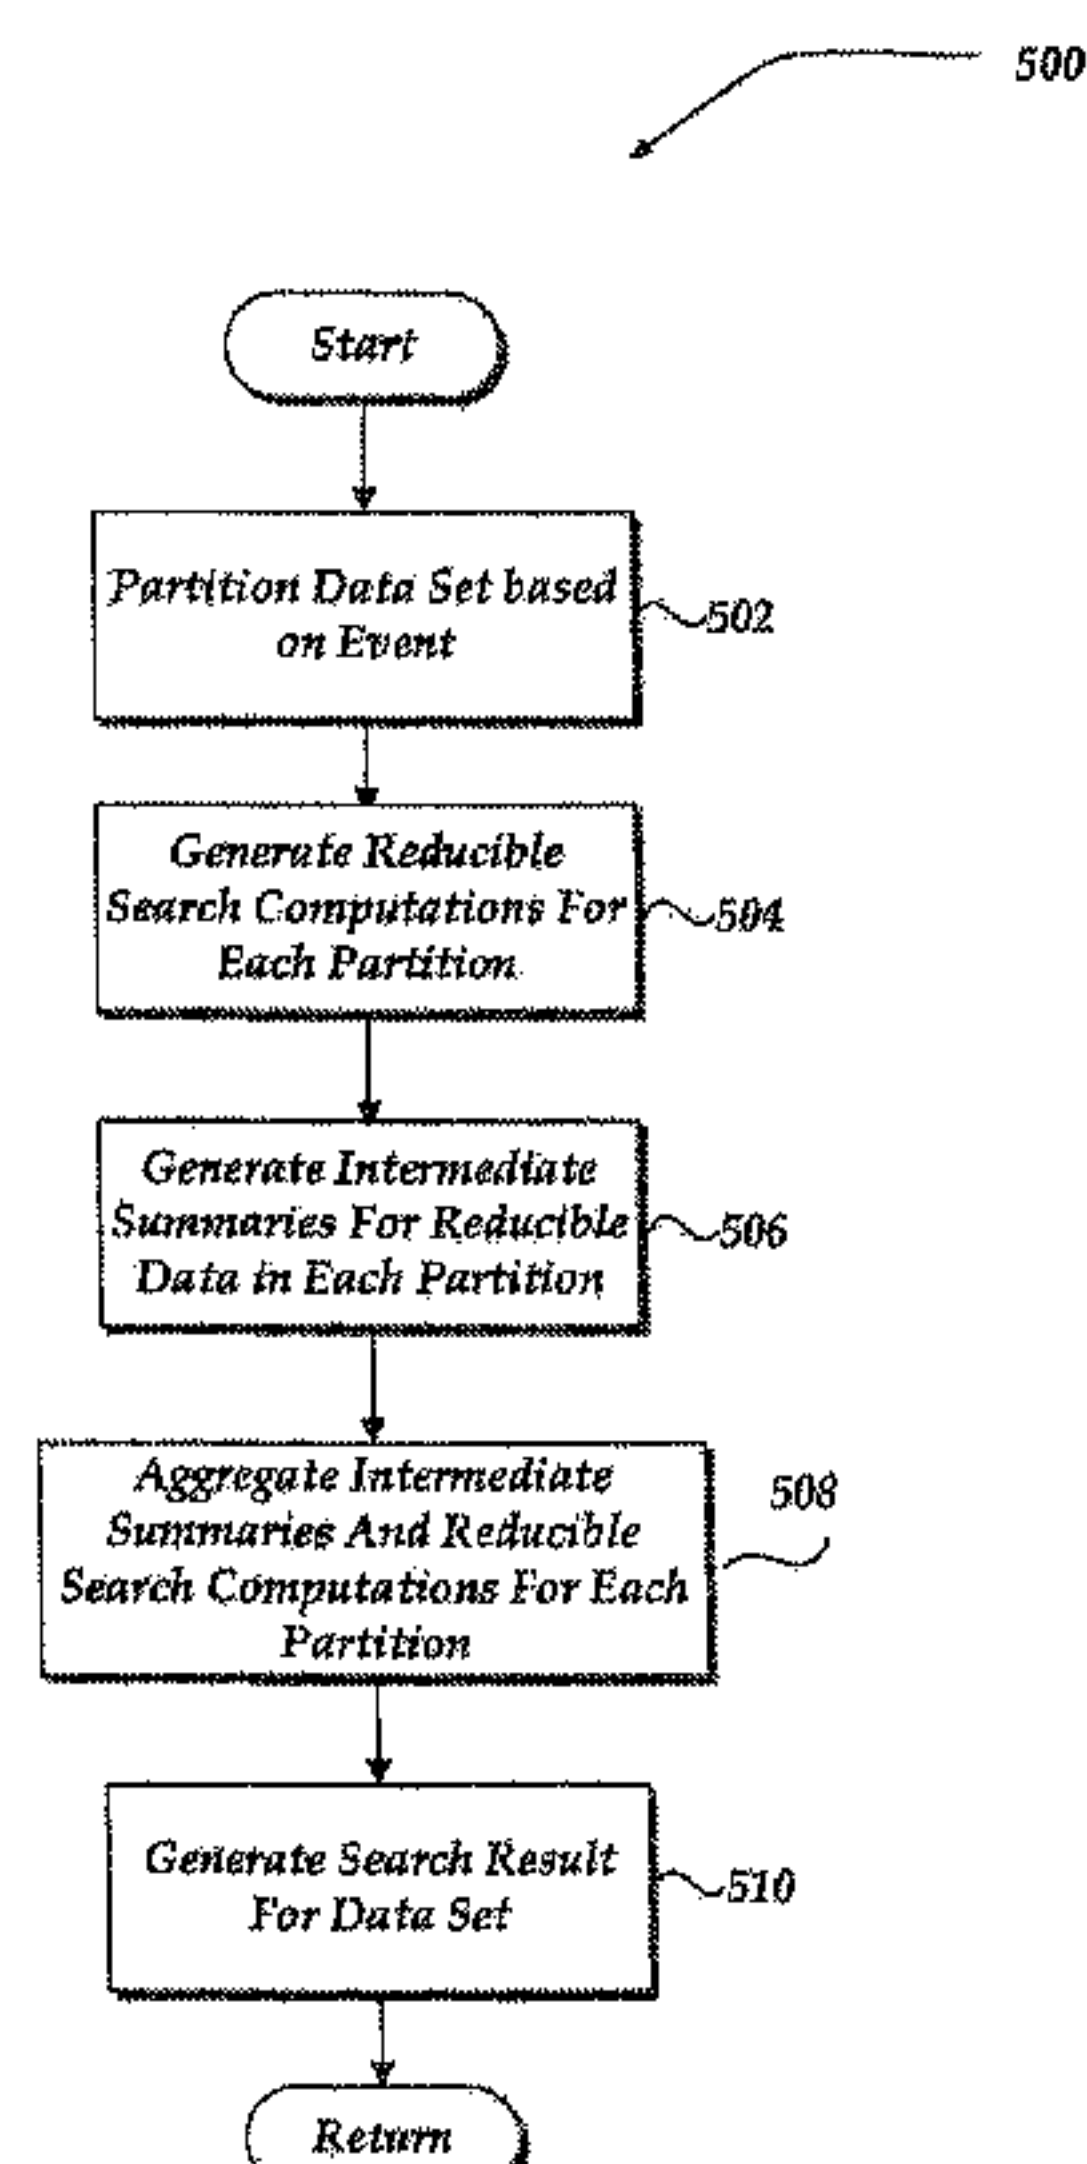 500
Start
Partition Data Set based
on Event
502
Generate Reducible
Search Computations For
Each Partition
504
Generate Intermediate
Summaries For Reducible
Data in Each Partition
506
Aggregate Intermediate
Summaries And Reducible
Search Computations For Each
Partition
508
Generate Search Result
For Data Set
510
Return